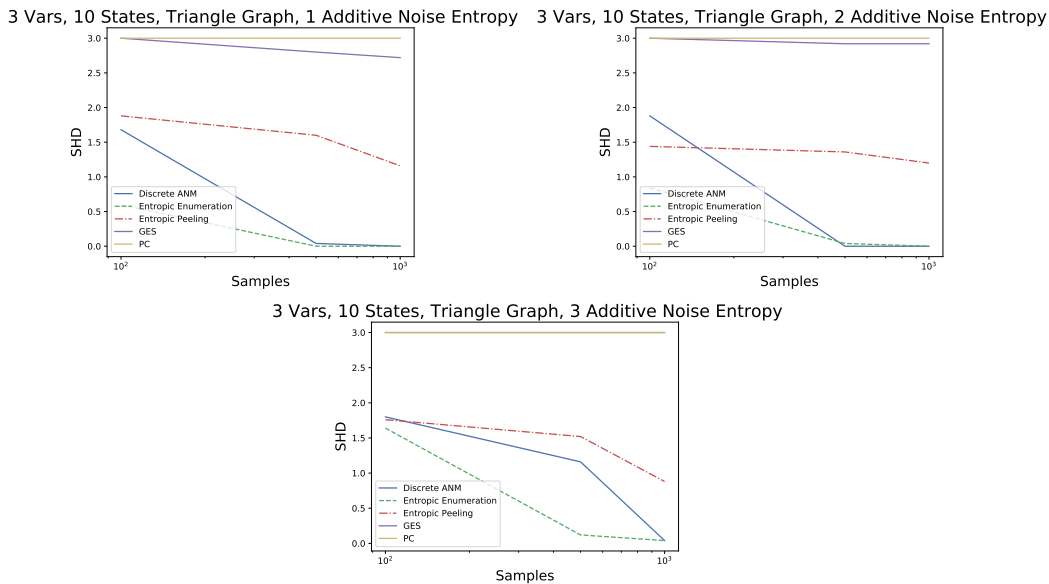 3 Vars, 10 States, Triangle Graph, 1 Additive Noise Entropy
3.0
2.5
2.0
1.5
1.0
0.5
0.0
SHD
Discrete ANM
Entropic Enumeration
Entropic Peeling
GES
PC
10²
10³
Samples
3 Vars, 10 States, Triangle Graph, 2 Additive Noise Entropy
3.0
2.5
2.0
1.5
1.0
0.5
0.0
SHD
Discrete ANM
Entropic Enumeration
Entropic Peeling
GES
PC
10²
10³
Samples
3 Vars, 10 States, Triangle Graph, 3 Additive Noise Entropy
3.0
2.5
2.0
1.5
1.0
0.5
0.0
SHD
Discrete ANM
Entropic Enumeration
Entropic Peeling
GES
PC
10²
10³
Samples